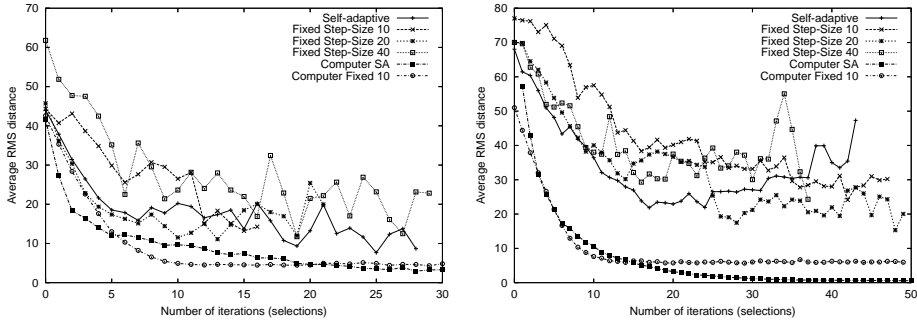 70
60
50
40
30
20
10
0
0 5 10 15 20 25 30
Average RMS distance
Number of iterations (selections)
Self-adaptive
Fixed Step-Size 10
Fixed Step-Size 20
Fixed Step-Size 40
Computer SA
Computer Fixed 10
80
70
60
50
40
30
20
10
0
0 10 20 30 40 50
Average RMS distance
Number of iterations (selections)
Self-adaptive
Fixed Step-Size 10
Fixed Step-Size 20
Fixed Step-Size 40
Computer SA
Computer Fixed 10